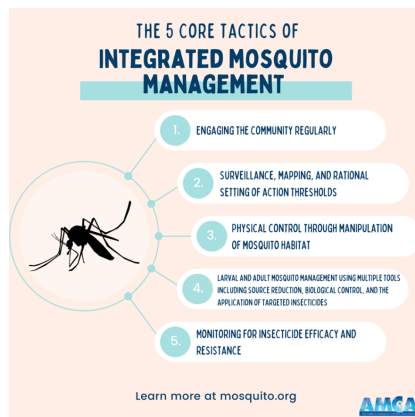 THE 5 CORE TACTICS OF
INTEGRATED MOSQUITO
MANAGEMENT
1.
ENGAGING THE COMMUNITY REGULARLY
2.
SURVEILLANCE, MAPPING, AND RATIONAL
SETTING OF ACTION THRESHOLDS
3.
PHYSICAL CONTROL THROUGH MANIPULATION
OF MOSQUITO HABITAT
4.
LARVAL AND ADULT MOSQUITO MANAGEMENT USING MULTIPLE TOOLS
INCLUDING SOURCE REDUCTION, BIOLOGICAL CONTROL, AND THE
APPLICATION OF TARGETED INSECTICIDES
5.
MONITORING FOR INSECTICIDE EFFICACY AND
RESISTANCE
Learn more at mosquito.org
AMCA